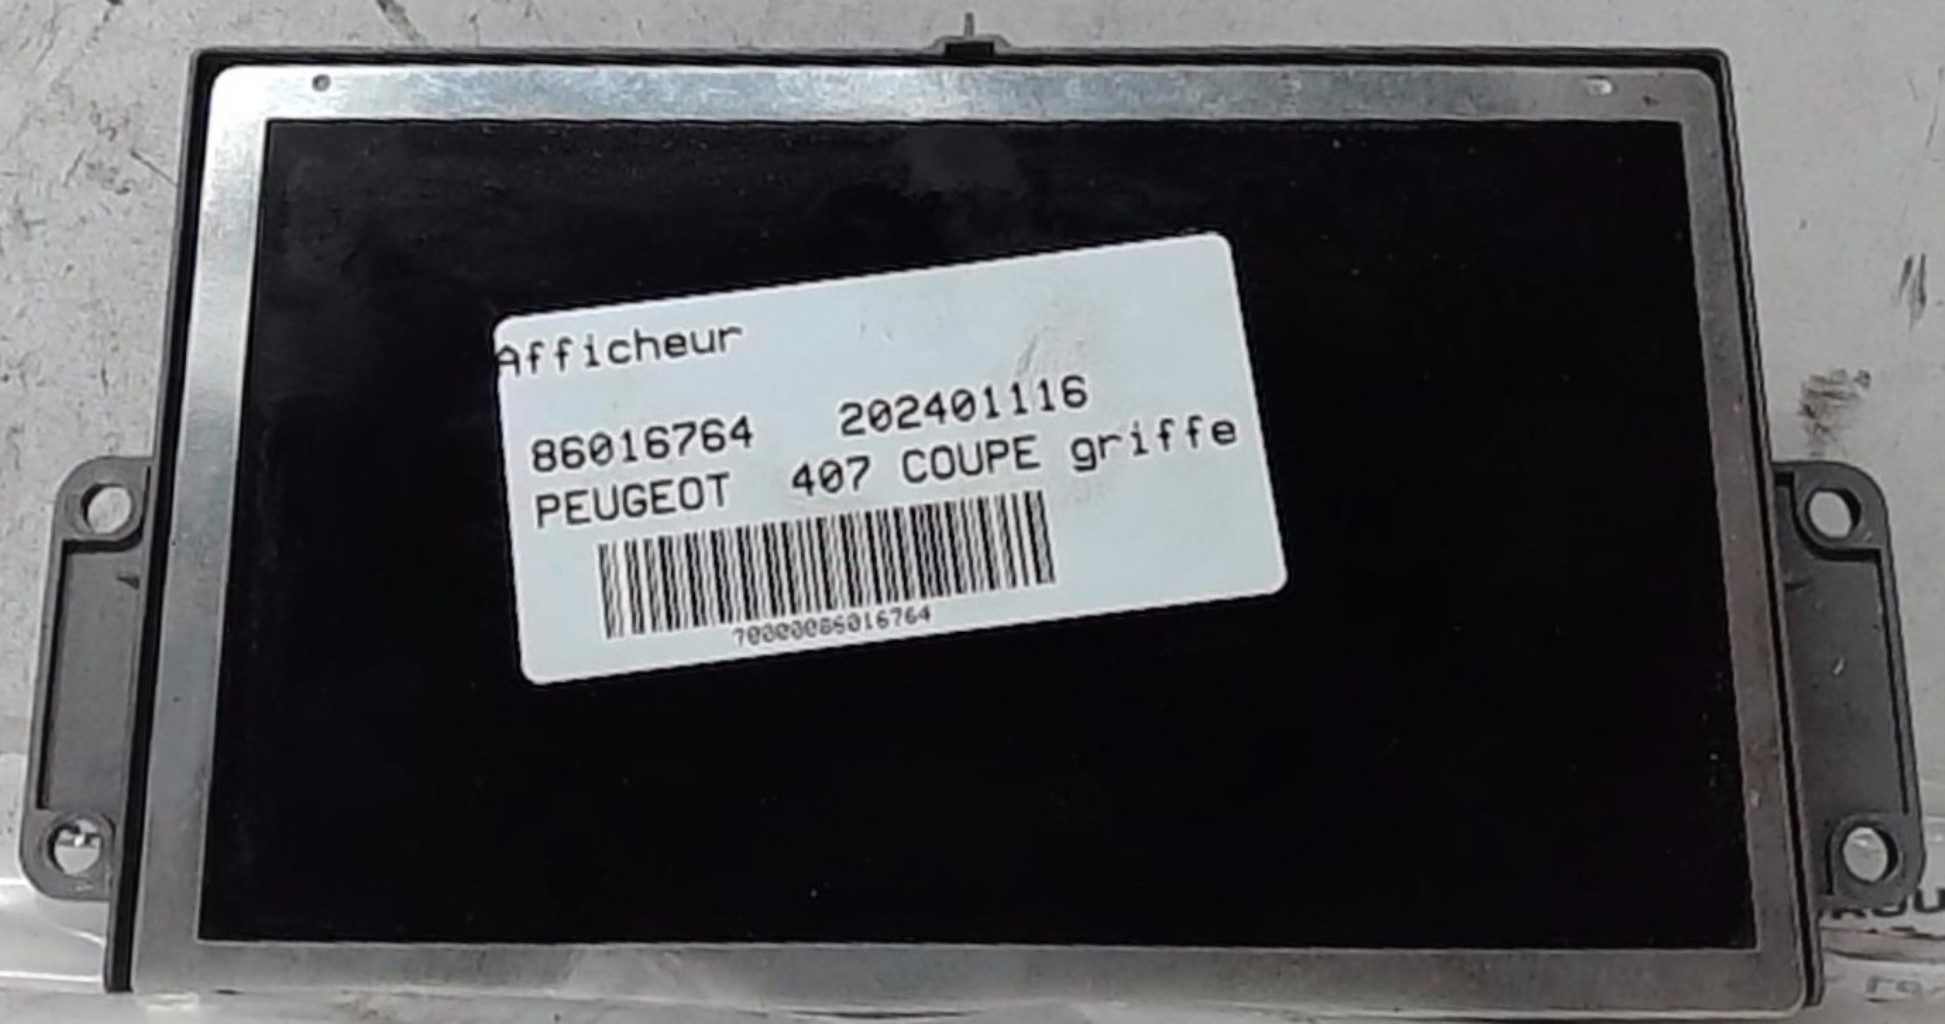 Afficheur
86016764 202401116
PEUGEOT 407 COUPE griffe
70000086016764